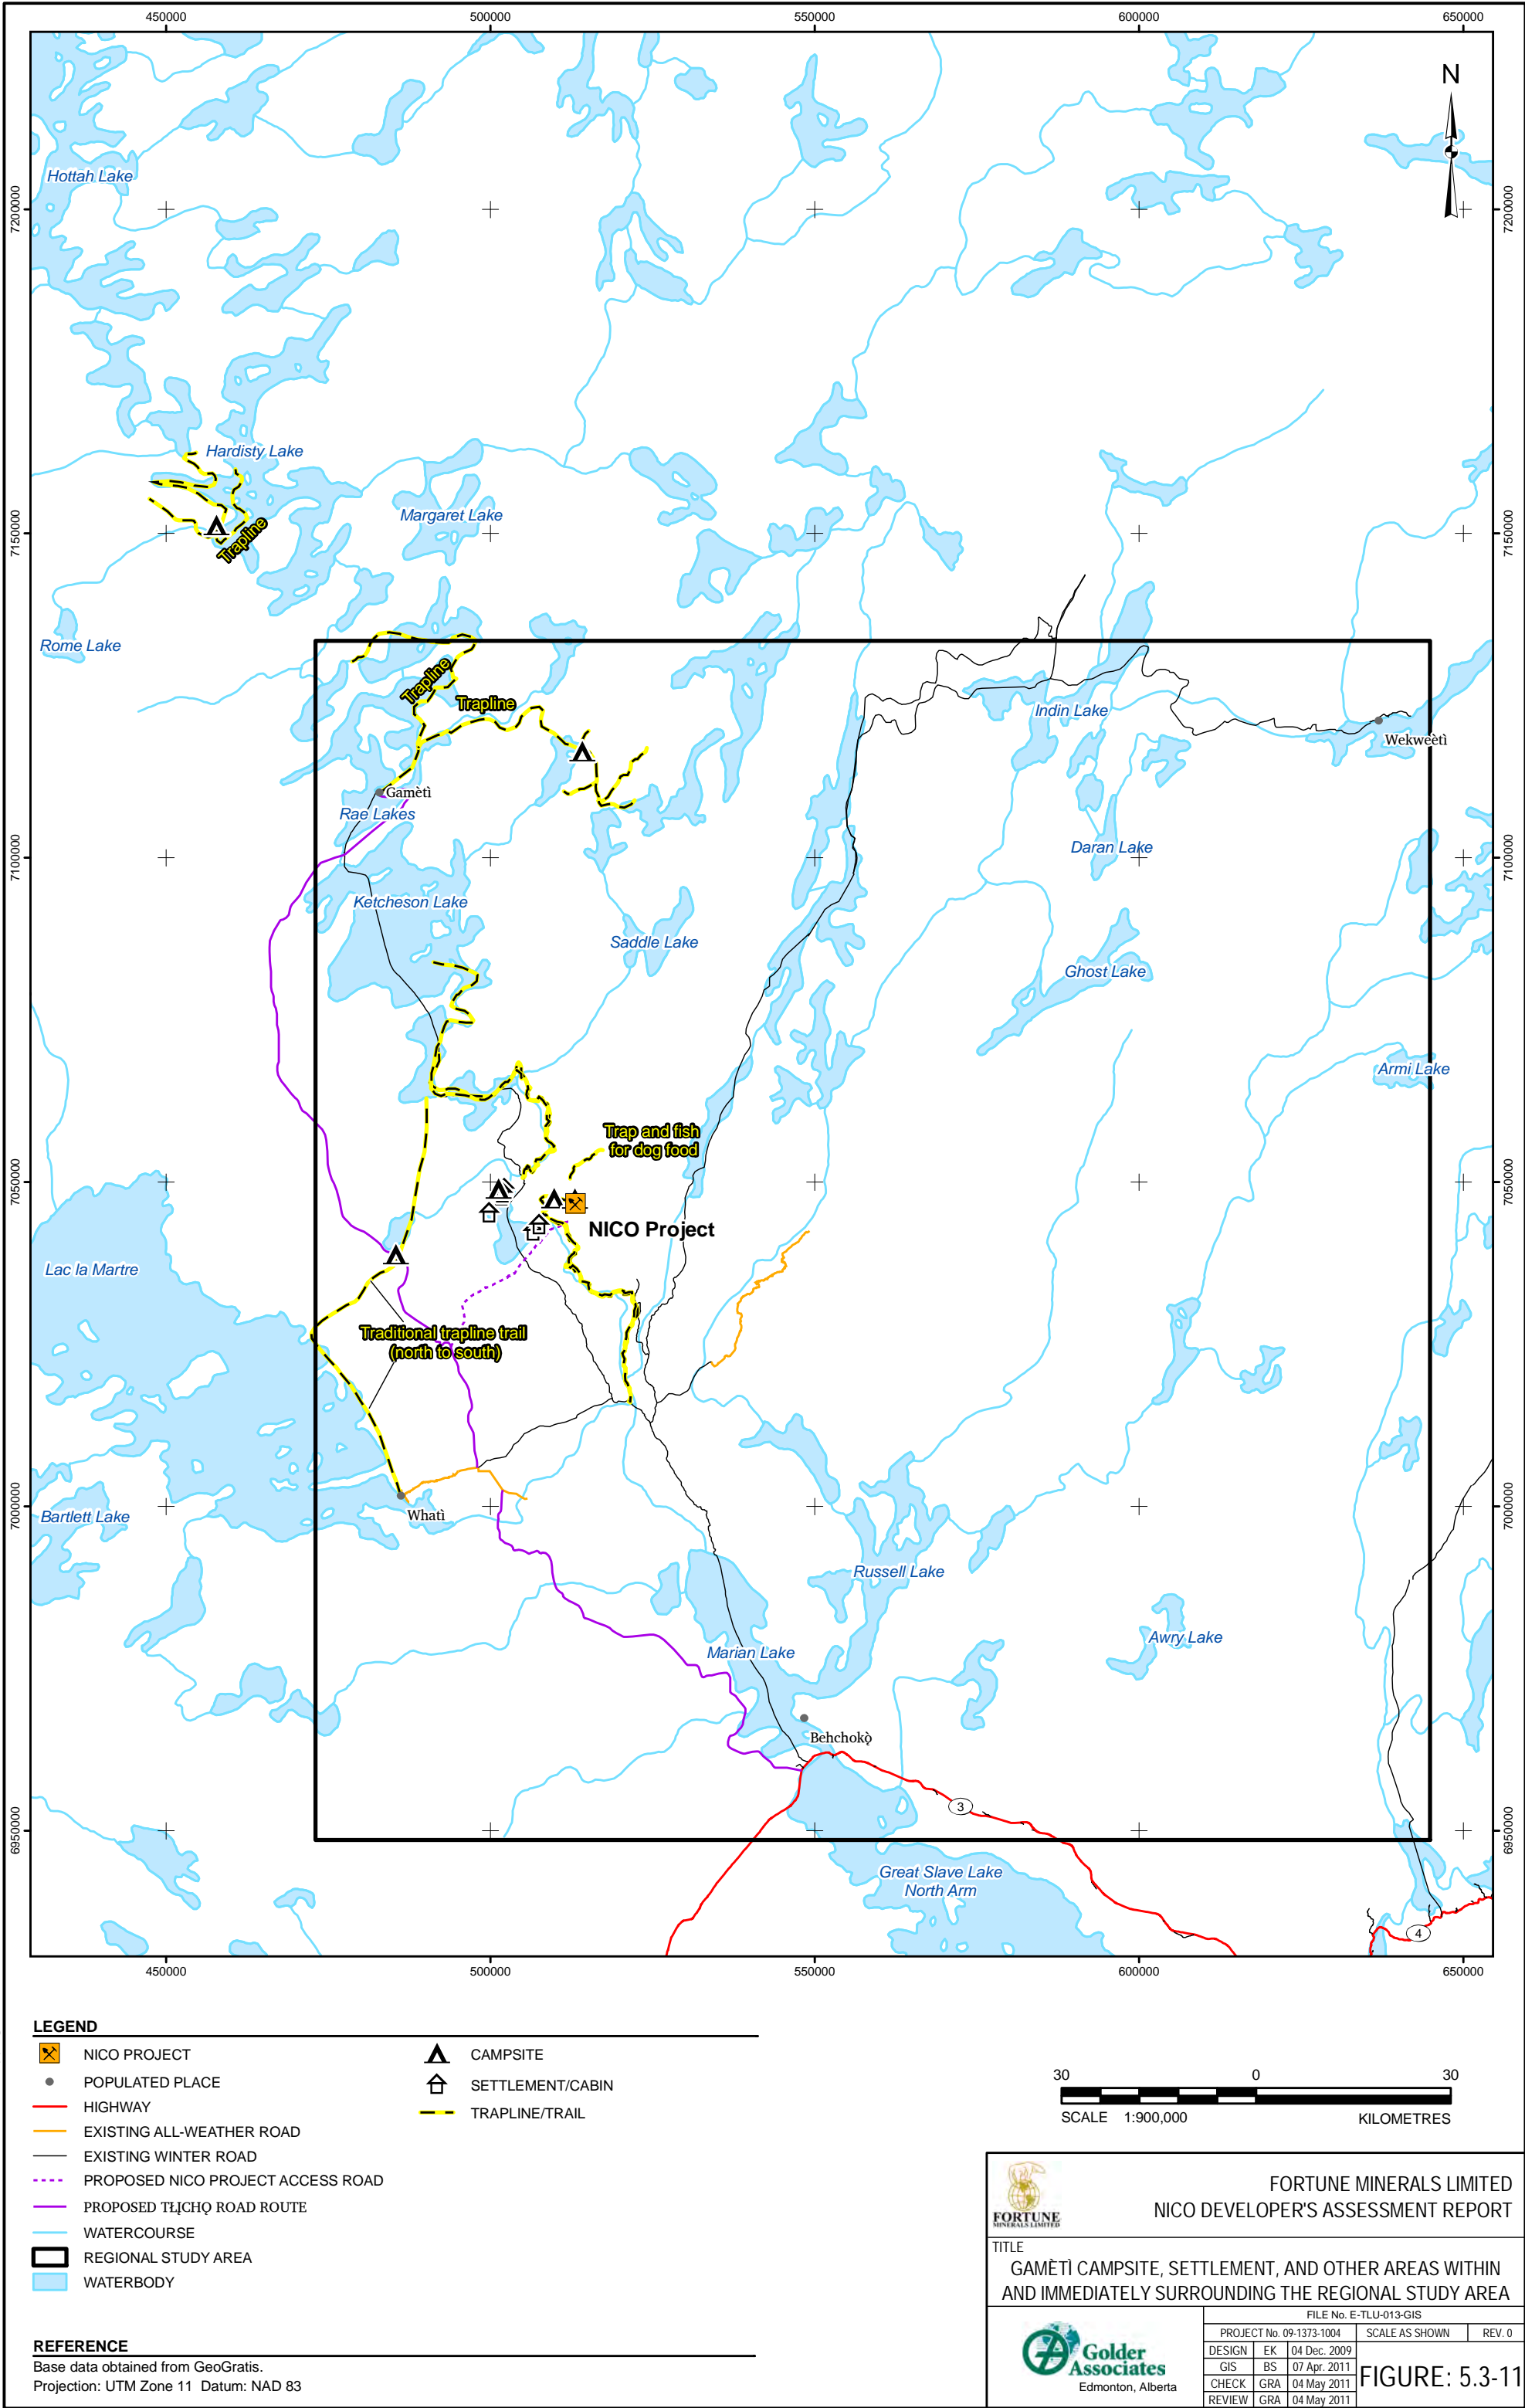 450000
500000
550000
600000
650000
N
Hottah Lake
7200000
7200000
Hardisty Lake
Margaret Lake
Trapline
7150000
7150000
Rome Lake
Trapline
Trapline
Indin Lake
Wekweètì
Gamètì
Rae Lakes
Daran Lake
7100000
7100000
Ketcheson Lake
Saddle Lake
Ghost Lake
Armi Lake
Trap and fish
for dog food
7050000
7050000
NICO Project
Lac la Martre
Traditional trapline trail
(north to south)
7000000
7000000
Bartlett Lake
Whatì
Russell Lake
Awry Lake
Marian Lake
Behchokǫ̀
3
6950000
6950000
Great Slave Lake
North Arm
4
450000
500000
550000
600000
650000
LEGEND
NICO PROJECT
POPULATED PLACE
HIGHWAY
EXISTING ALL-WEATHER ROAD
EXISTING WINTER ROAD
PROPOSED NICO PROJECT ACCESS ROAD
PROPOSED TŁĮCHǪ ROAD ROUTE
WATERCOURSE
REGIONAL STUDY AREA
WATERBODY
CAMPSITE
SETTLEMENT/CABIN
TRAPLINE/TRAIL
30 0 30
SCALE 1:900,000 KILOMETRES
REFERENCE
Base data obtained from GeoGratis.
Projection: UTM Zone 11 Datum: NAD 83
FORTUNE
MINERALS LIMITED
FORTUNE MINERALS LIMITED
NICO DEVELOPER'S ASSESSMENT REPORT
TITLE
GAMÈTÌ CAMPSITE, SETTLEMENT, AND OTHER AREAS WITHIN
AND IMMEDIATELY SURROUNDING THE REGIONAL STUDY AREA
Golder
Associates
Edmonton, Alberta
FILE No. E-TLU-013-GIS
PROJECT No. 09-1373-1004 SCALE AS SHOWN REV. 0
DESIGN EK 04 Dec. 2009
GIS BS 07 Apr. 2011
CHECK GRA 04 May 2011
REVIEW GRA 04 May 2011
FIGURE: 5.3-11